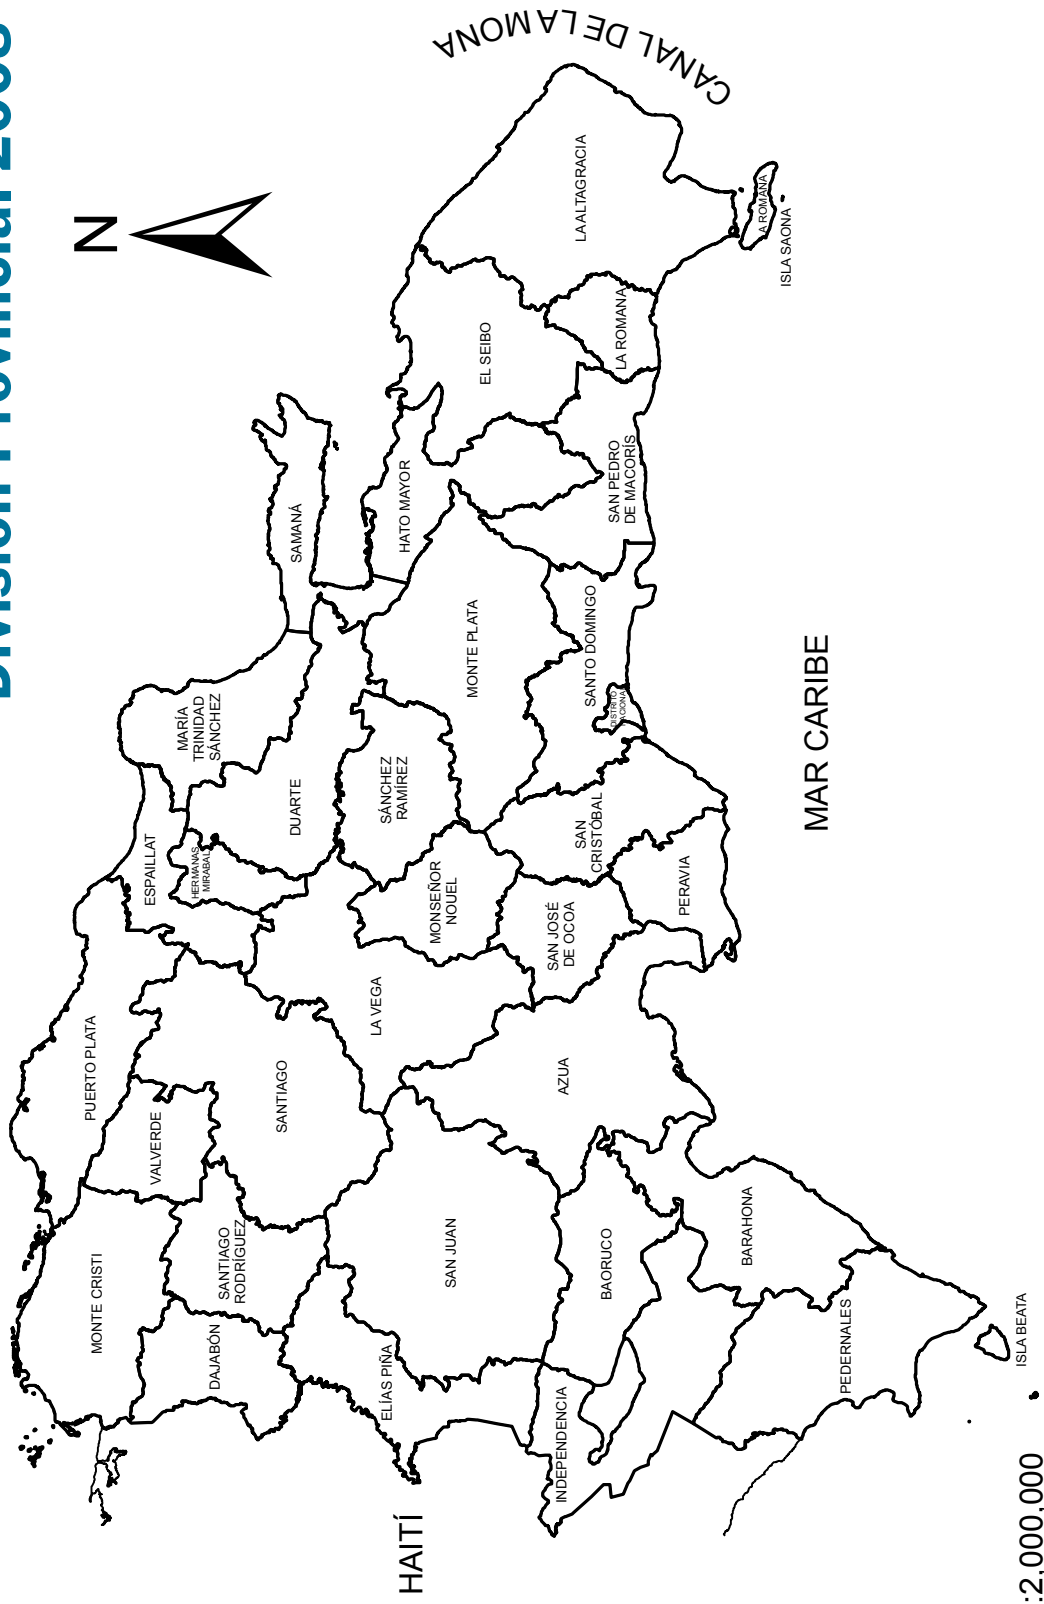 División Provincial 2008
N
CANAL DE LA MONA
PUERTO PLATA
ESPAILLAT
MARÍA
TRINIDAD
SÁNCHEZ
SAMANÁ
MONTE CRISTI
VALVERDE
HERMANAS
MIRABAL
DUARTE
DAJABÓN
SANTIAGO
RODRÍGUEZ
SANTIAGO
LA VEGA
SÁNCHEZ
RAMÍREZ
HATO MAYOR
ELÍAS PIÑA
SAN JUAN
MONSEÑOR
NOUEL
MONTE PLATA
EL SEIBO
LA ALTAGRACIA
HAITÍ
INDEPENDENCIA
BAORUCO
AZUA
SAN JOSÉ
DE OCOA
SAN
CRISTÓBAL
SANTO DOMINGO
DISTRITO
NACIONAL
SAN PEDRO
DE MACORÍS
LA ROMANA
PERAVIA
BARAHONA
PEDERNALES
A ROMANA
ISLA SAONA
MAR CARIBE
ISLA BEATA
:2,000,000